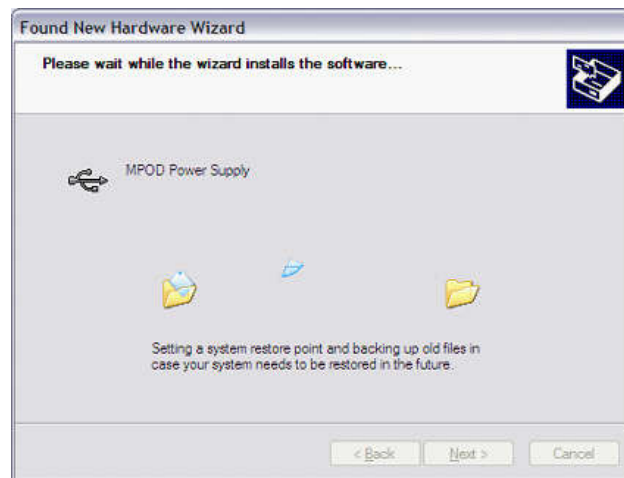 Found New Hardware Wizard
Please wait while the wizard installs the software...
MPOD Power Supply
Setting a system restore point and backing up old files in
case your system needs to be restored in the future.
< Back
Next >
Cancel